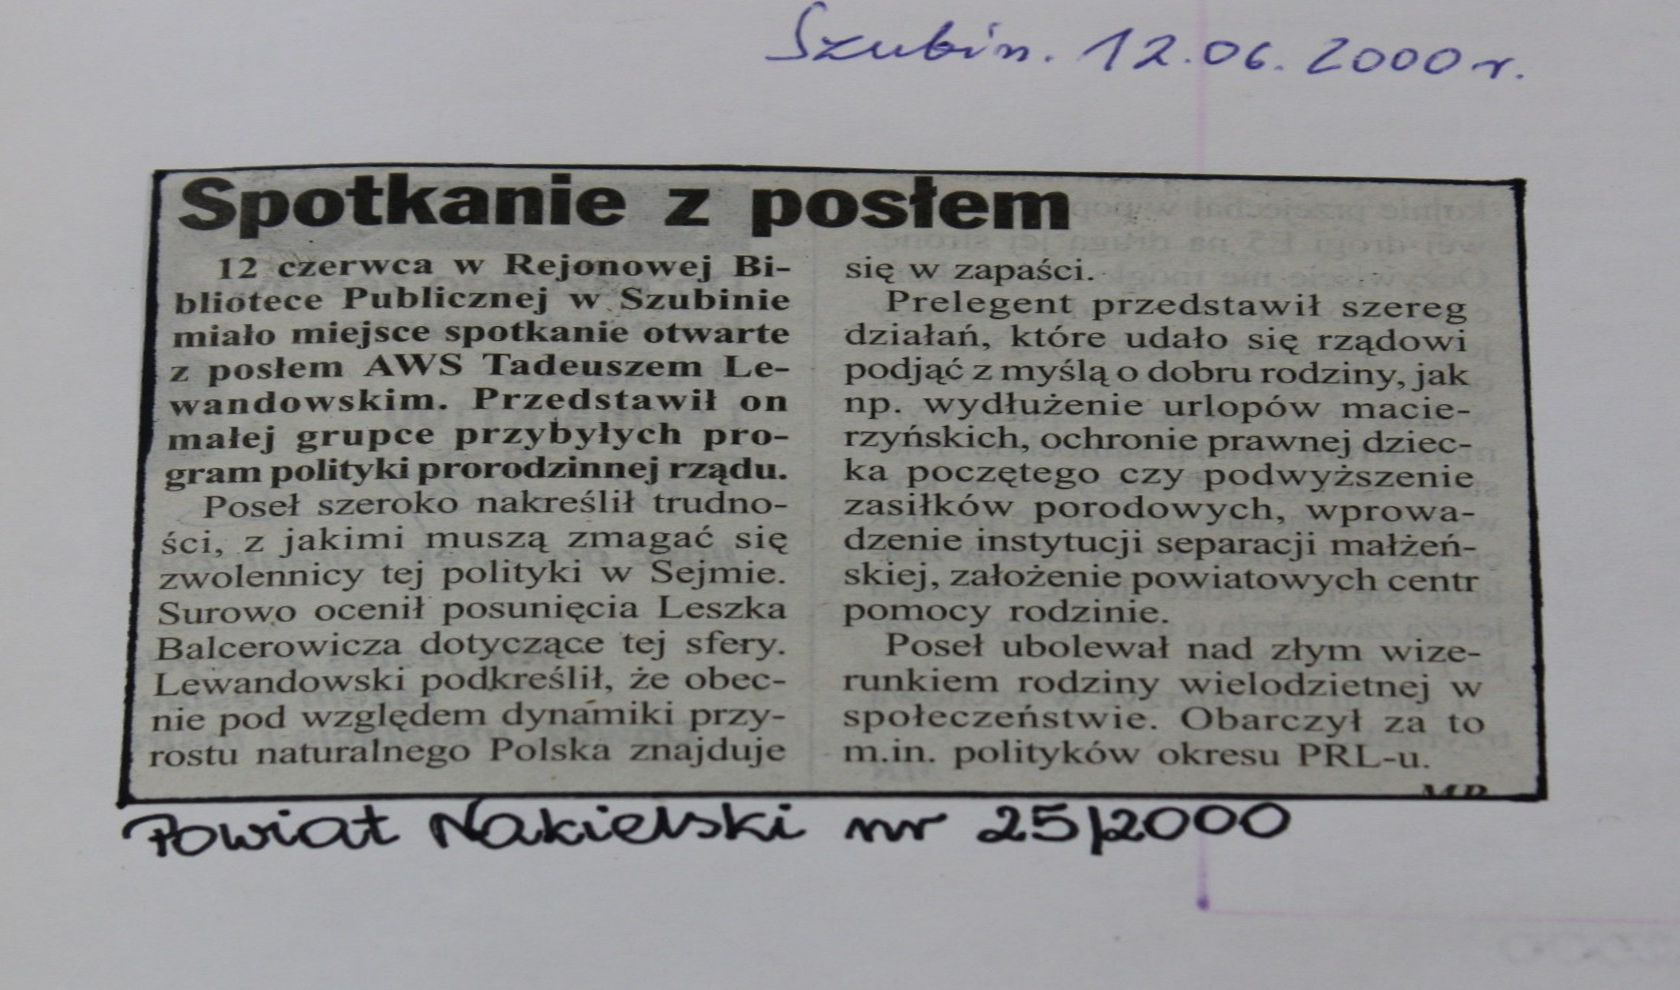 Szubin. 12.06.2000 r.
Spotkanie z posłem
12 czerwca w Rejonowej Bi-
bliotece Publicznej w Szubinie
miało miejsce spotkanie otwarte
z posłem AWS Tadeuszem Le-
wandowskim. Przedstawił on
małej grupce przybyłych pro-
gram polityki prorodzinnej rządu.
Poseł szeroko nakreślił trudno-
ści, z jakimi muszą zmagać się
zwolennicy tej polityki w Sejmie.
Surowo ocenił posunięcia Leszka
Balcerowicza dotyczące tej sfery.
Lewandowski podkreślił, że obec-
nie pod względem dynamiki przy-
rostu naturalnego Polska znajduje
się w zapaści.
Prelegent przedstawił szereg
działań, które udało się rządowi
podjąć z myślą o dobru rodziny, jak
np. wydłużenie urlopów macie-
rzyńskich, ochronie prawnej dziec-
ka poczętego czy podwyższenie
zasiłków porodowych, wprowa-
dzenie instytucji separacji małżeń-
skiej, założenie powiatowych centr
pomocy rodzinie.
Poseł ubolewał nad złym wize-
runkiem rodziny wielodzietnej w
społeczeństwie. Obarczył za to
m.in. polityków okresu PRL-u.
Powiat Nakielski nr 25/2000